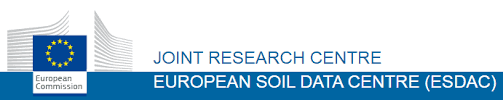 JOINT RESEARCH CENTRE
EUROPEAN SOIL DATA CENTRE (ESDAC)
European
Commission